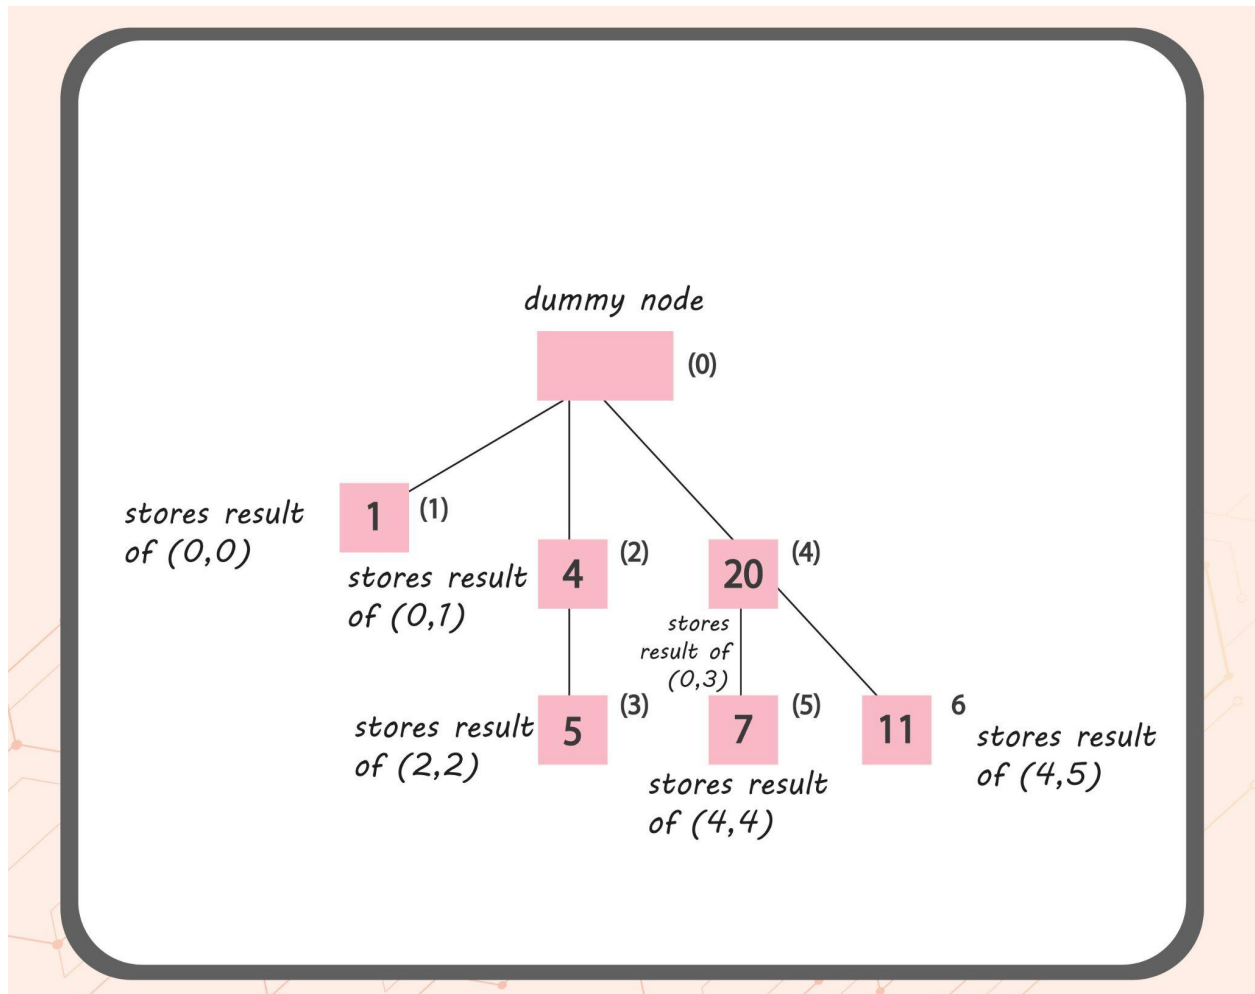 dummy node
(0)
1 (1)
stores result
of (0,0)
4 (2)
stores result
of (0,1)
20 (4)
stores
result of
(0,3)
5 (3)
stores result
of (2,2)
7 (5)
stores result
of (4,4)
11 6
stores result
of (4,5)